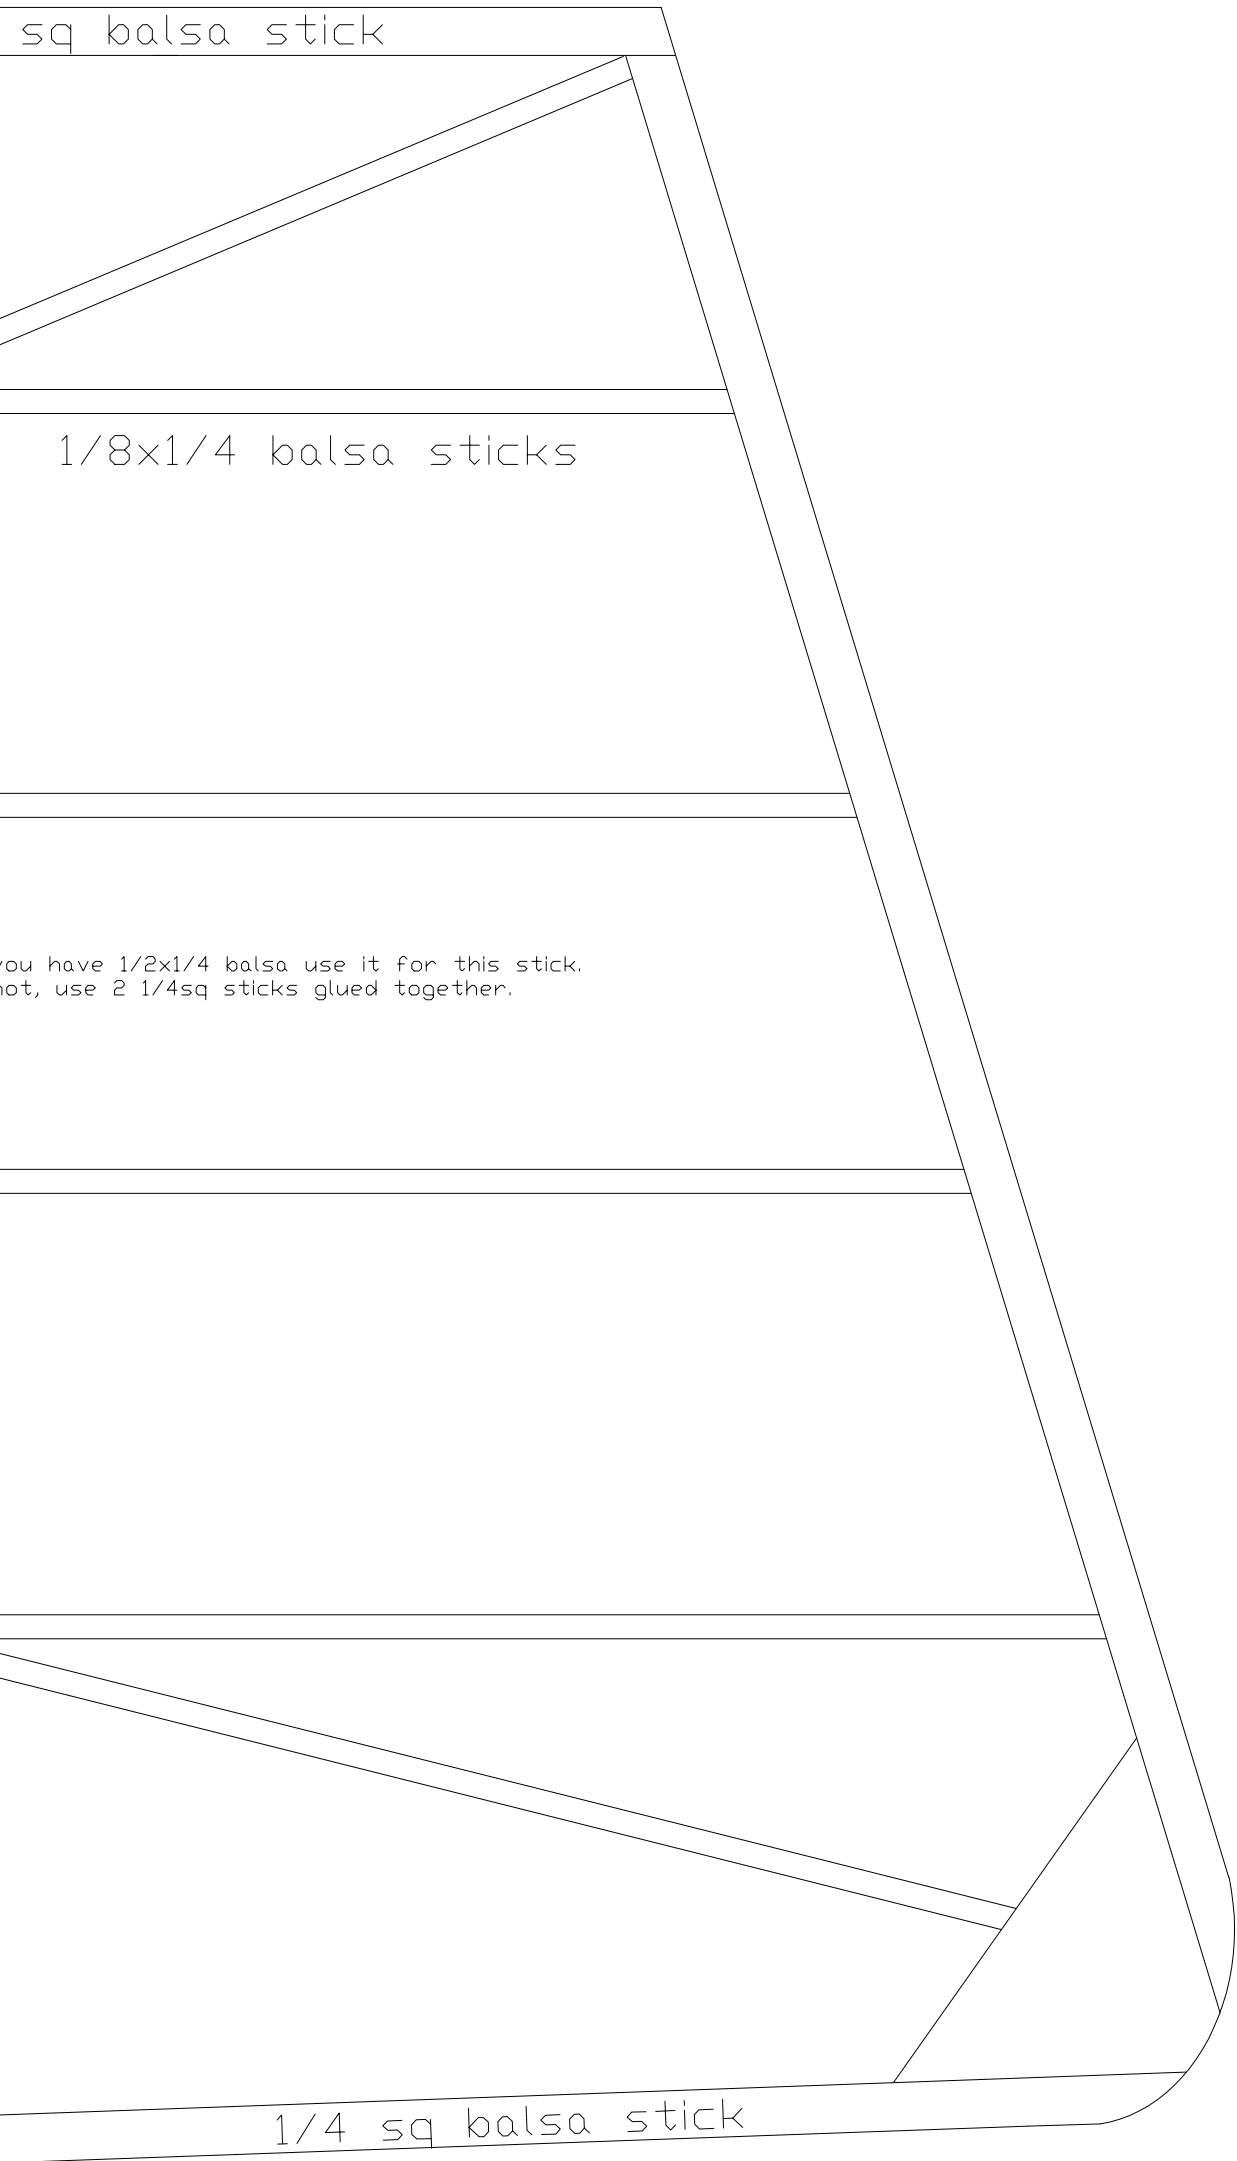 sq balsa stick
1/8x1/4 balsa sticks
you have 1/2x1/4 balsa use it for this stick.
not, use 2 1/4sq sticks glued together.
1/4 sq balsa stick